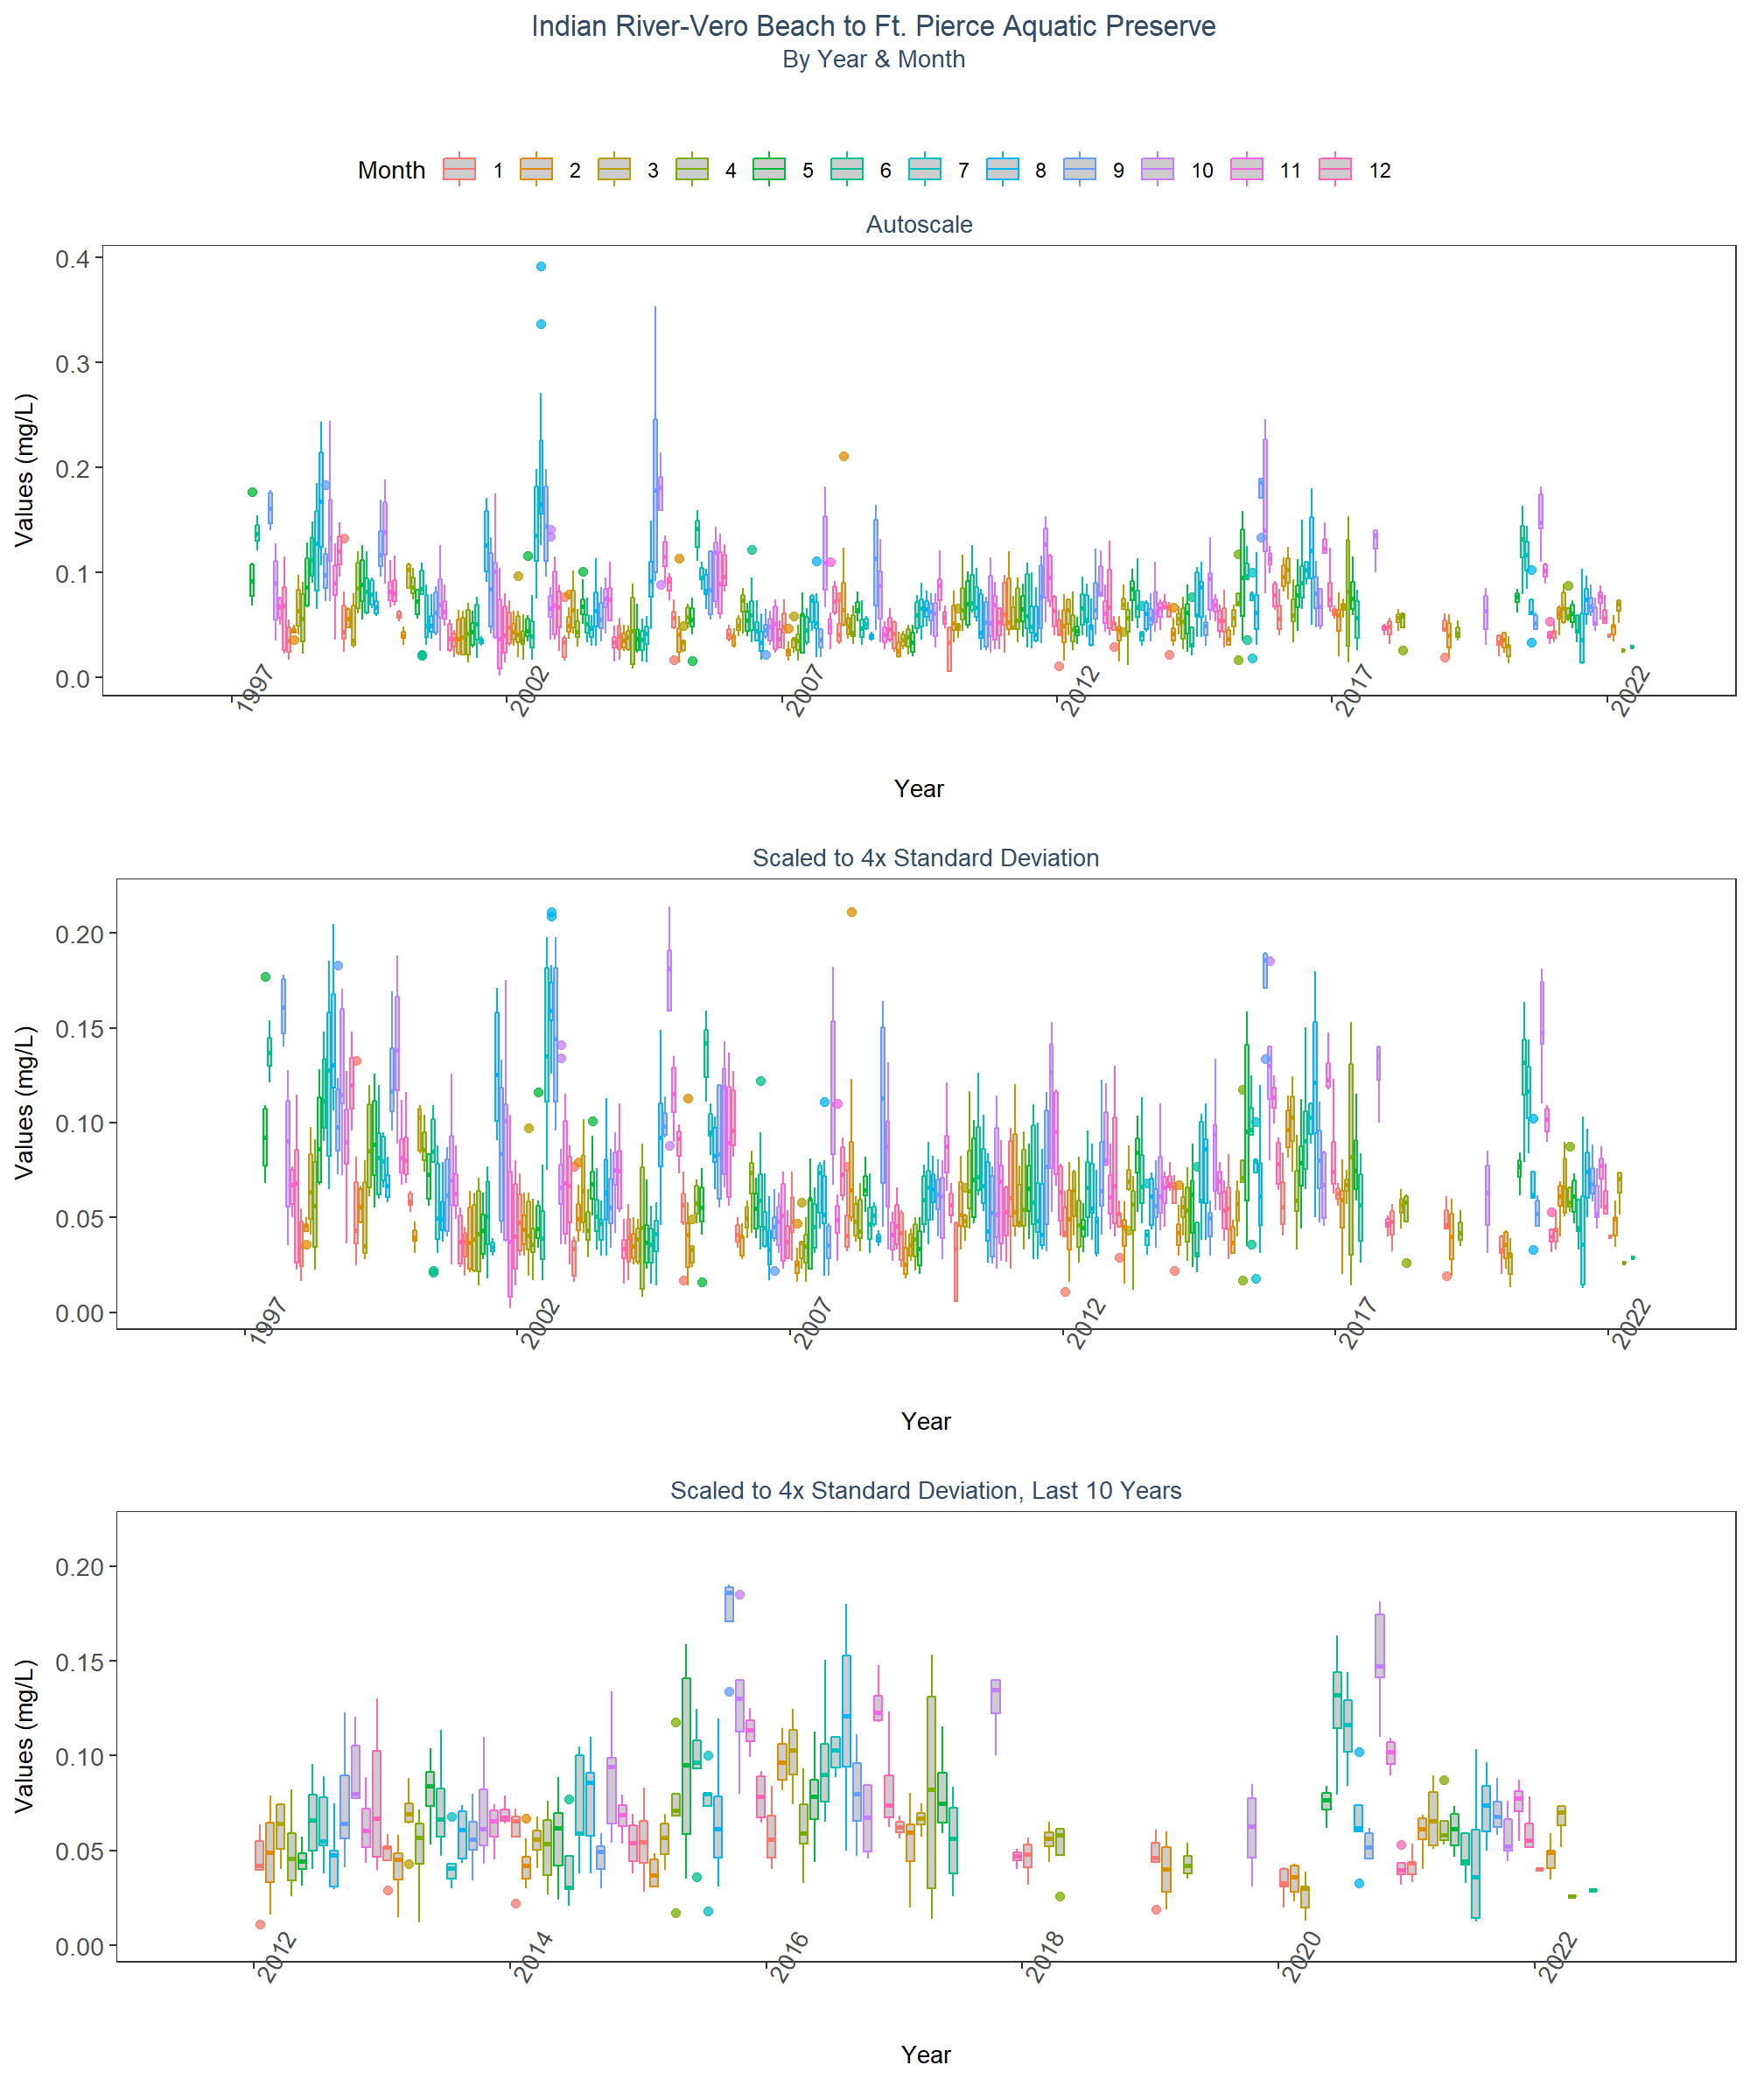 Indian River-Vero Beach to Ft. Pierce Aquatic Preserve
By Year & Month
Month 1 2 3 4 5 6 7 8 9 10 11 12
Autoscale
Values (mg/L)
0.4
0.3
0.2
0.1
0.0
1997 2002 2007 2012 2017 2022
Year
Scaled to 4x Standard Deviation
Values (mg/L)
0.20
0.15
0.10
0.05
0.00
1997 2002 2007 2012 2017 2022
Year
Scaled to 4x Standard Deviation, Last 10 Years
Values (mg/L)
0.20
0.15
0.10
0.05
0.00
2012 2014 2016 2018 2020 2022
Year